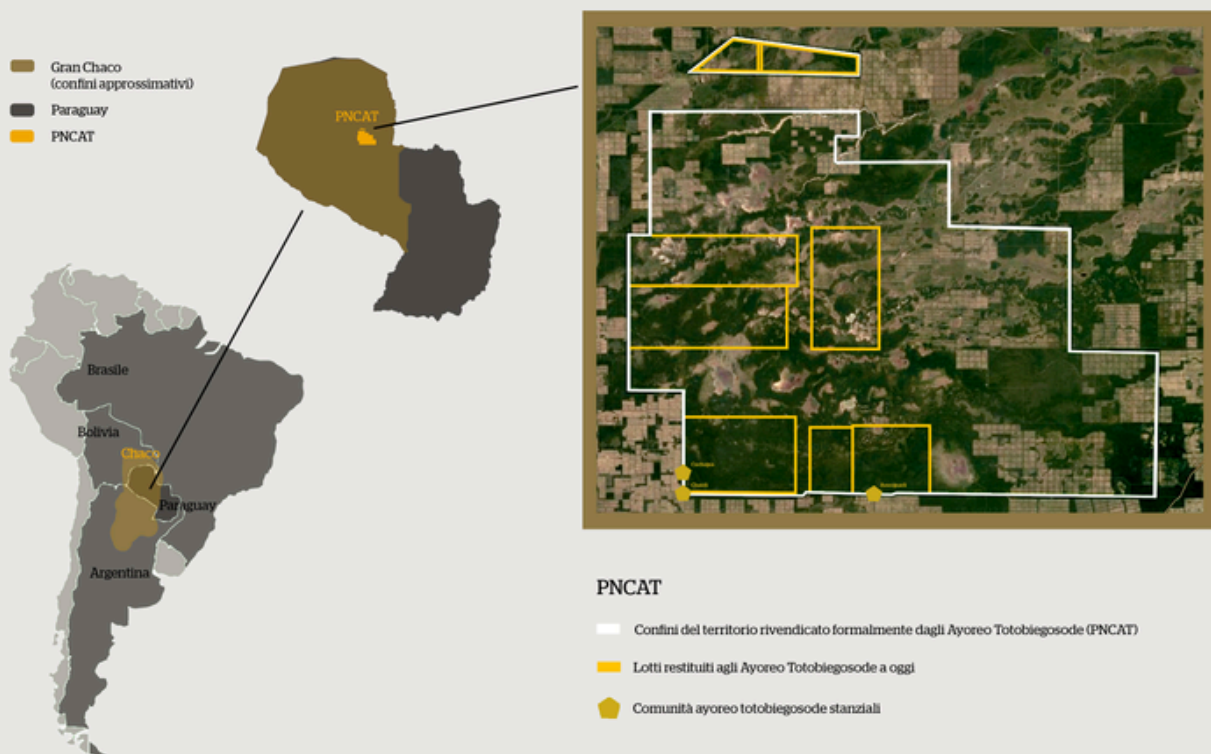 Gran Chaco
(confini approssimativi)
Paraguay
PNCAT
PNCAT
Brasile
Bolivia
Chaco
Paraguay
Argentina
PNCAT
Confini del territorio rivendicato formalmente dagli Ayoreo Totobiegosode (PNCAT)
Lotti restituiti agli Ayoreo Totobiegosode a oggi
Comunità ayoreo totobiegosode stanziali